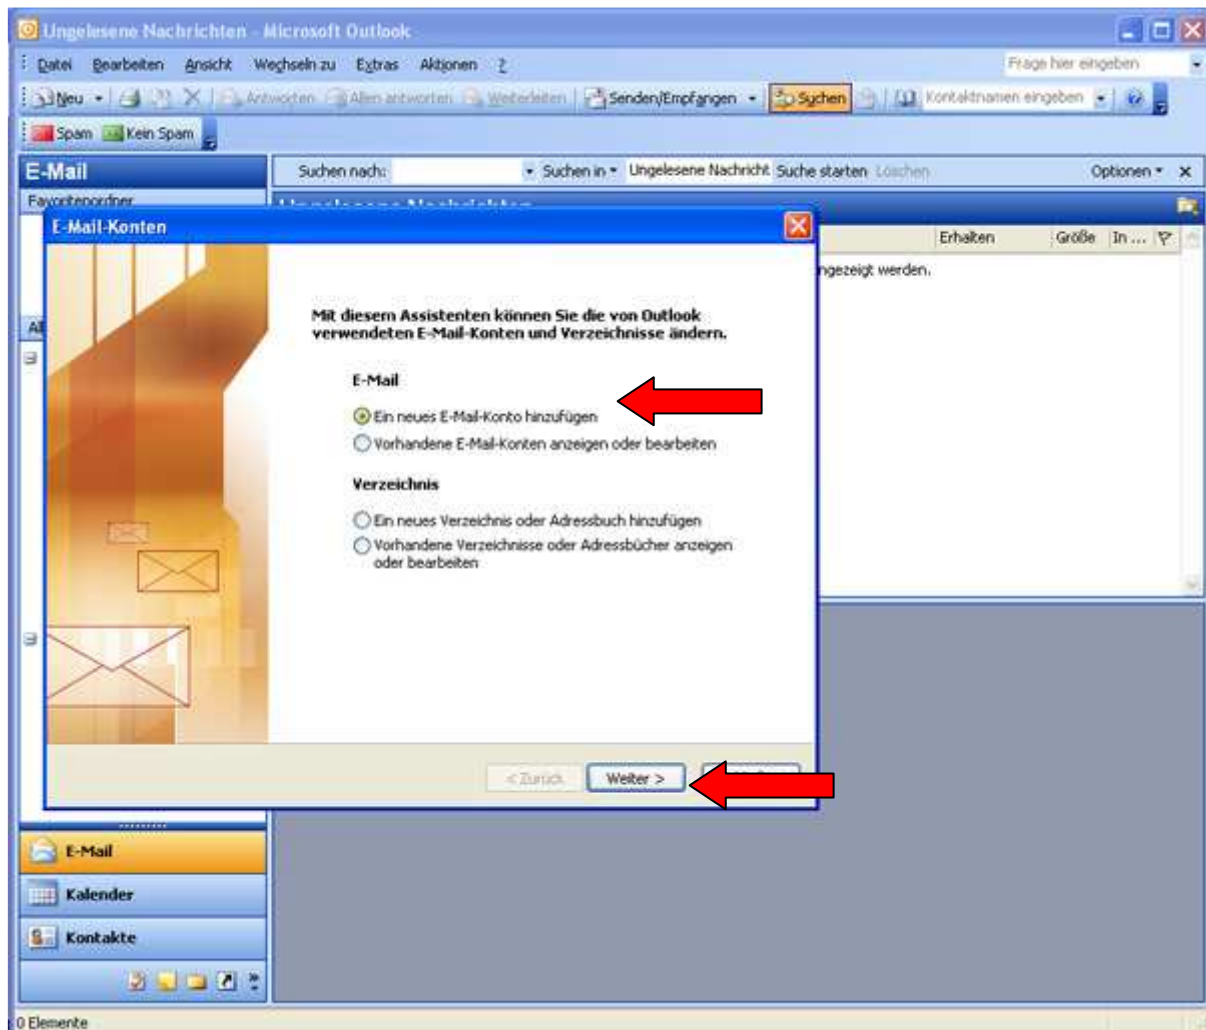 Ungelesene Nachrichten - Microsoft Outlook
Datei Bearbeiten Ansicht Wechseln zu Extras Aktionen ? Frage hier eingeben
Neu Antworten Allen antworten Weiterleiten Senden/Empfangen Suchen Kontaktnamen eingeben
Spam Kein Spam
E-Mail Suchen nach: Suchen in Ungelesene Nachricht Suche starten Löschen Optionen
Favoritenordner Ungelesene Nachrichten
E-Mail-Konten
Erhalten Größe In ...
ngezeigt werden.
Mit diesem Assistenten können Sie die von Outlook
verwendeten E-Mail-Konten und Verzeichnisse ändern.
E-Mail
Ein neues E-Mail-Konto hinzufügen
Vorhandene E-Mail-Konten anzeigen oder bearbeiten
Verzeichnis
Ein neues Verzeichnis oder Adressbuch hinzufügen
Vorhandene Verzeichnisse oder Adressbücher anzeigen
oder bearbeiten
< Zurück Weiter >
E-Mail
Kalender
Kontakte
0 Elemente